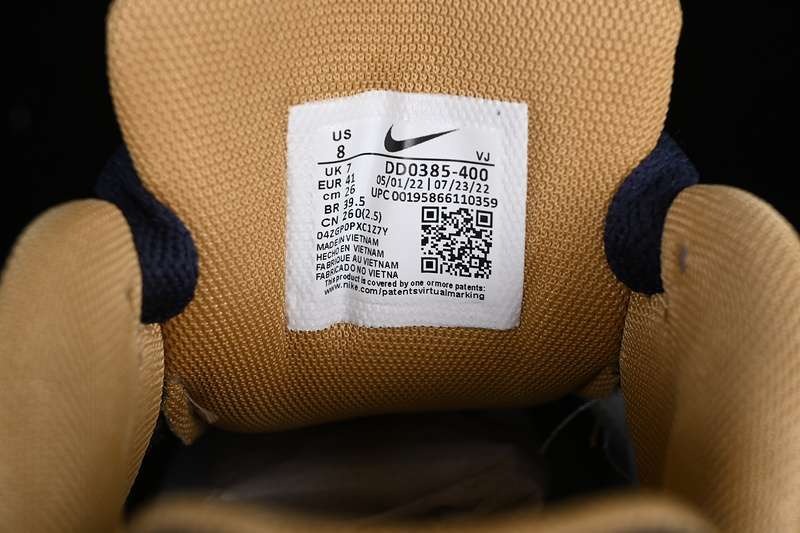 US
8
VJ
UK 7
EUR 41
cm 26
BR 39.5
CN 260(2.5)
04ZGPDPXC1Z7Y
MADE IN VIETNAM
HECHO EN VIETNAM
FABRIQUE AU VIETNAM
FABRICADO NO VIETNA
DD0385-400
05/01/22 | 07/23/22
UPC 00195866110359
This product is covered by one or more patents:
www.nike.com/patentsvirtualmarking